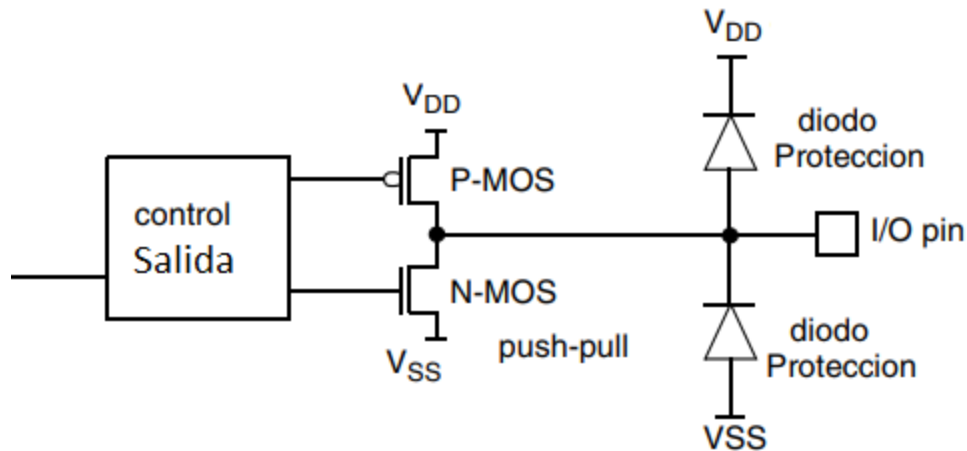 VDD
VDD
diodo
Proteccion
P-MOS
control
Salida
I/O pin
N-MOS
diodo
Proteccion
push-pull
VSS
VSS